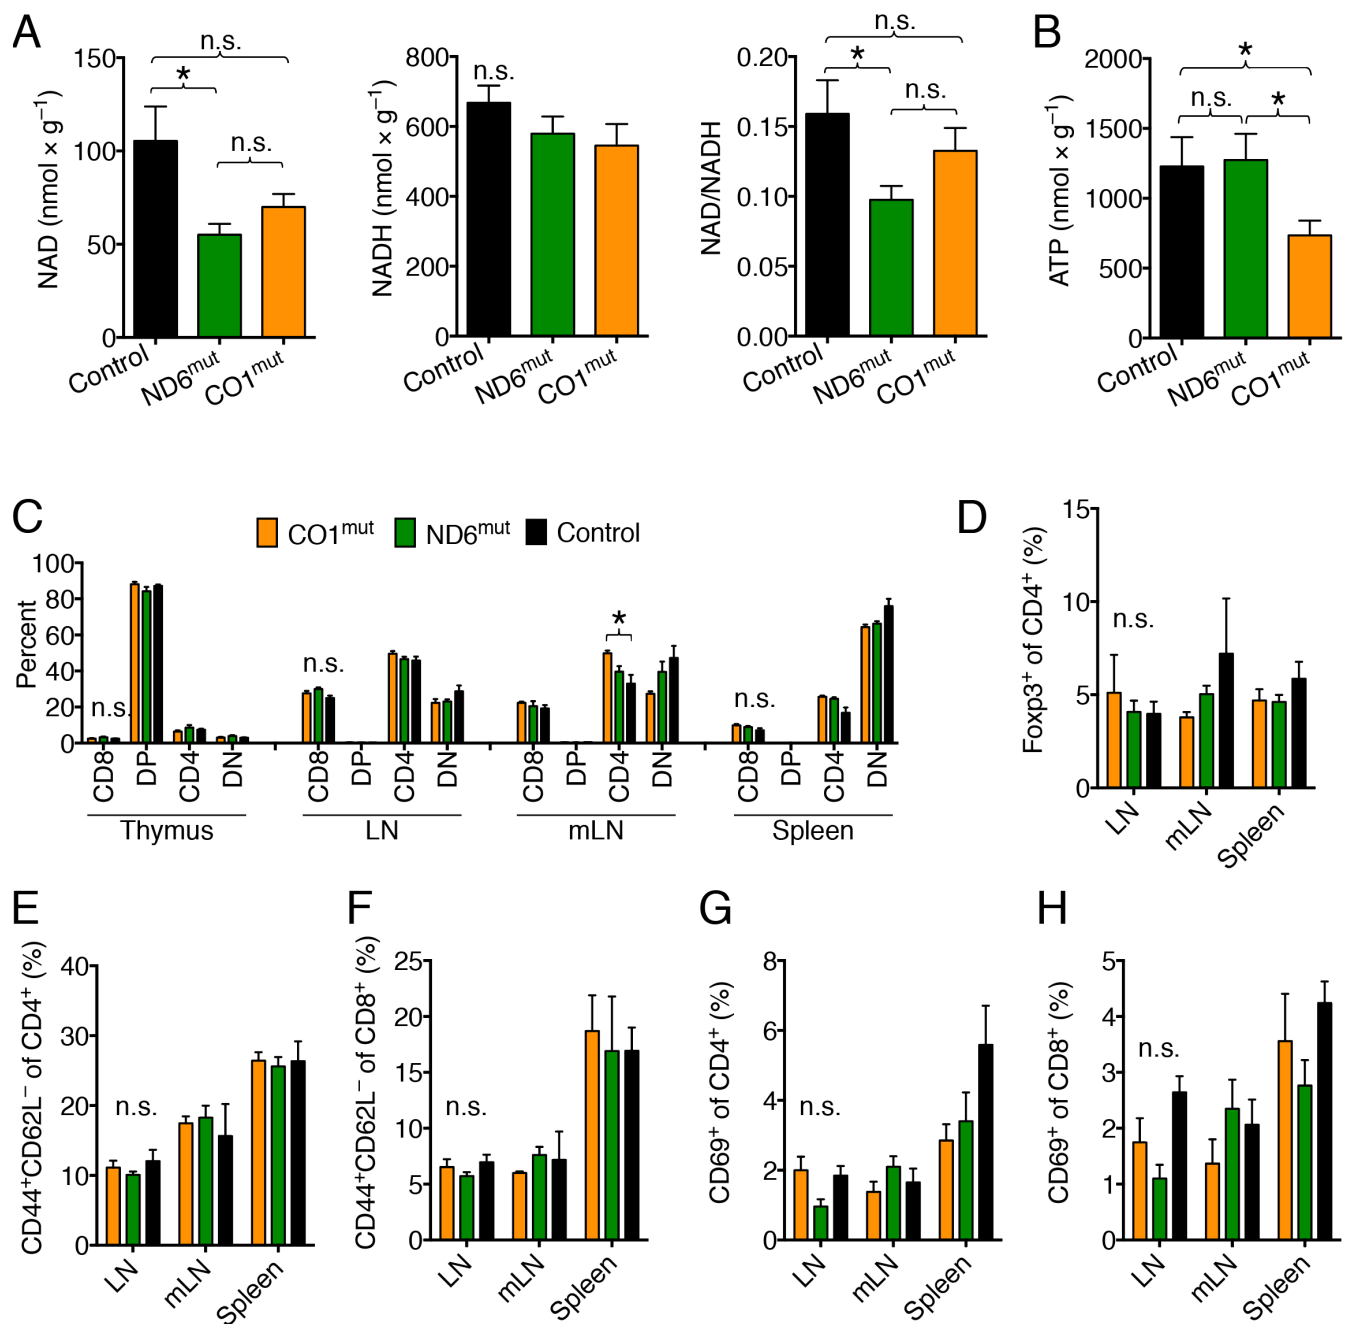 A
NAD (nmol × g⁻¹)
150
100
50
0
n.s.
*
n.s.
Control
ND6ᵐᵘᵗ
CO1ᵐᵘᵗ
NADH (nmol × g⁻¹)
800
600
400
200
0
n.s.
Control
ND6ᵐᵘᵗ
CO1ᵐᵘᵗ
NAD/NADH
0.20
0.15
0.10
0.05
0.00
n.s.
*
n.s.
Control
ND6ᵐᵘᵗ
CO1ᵐᵘᵗ
B
ATP (nmol × g⁻¹)
2000
1500
1000
500
0
*
n.s.
*
Control
ND6ᵐᵘᵗ
CO1ᵐᵘᵗ
C
CO1ᵐᵘᵗ ND6ᵐᵘᵗ Control
Percent
100
80
60
40
20
0
n.s.
n.s.
*
n.s.
CD8 DP CD4 DN CD8 DP CD4 DN CD8 DP CD4 DN CD8 DP CD4 DN
Thymus LN mLN Spleen
D
Foxp3⁺ of CD4⁺ (%)
15
10
5
0
n.s.
LN mLN Spleen
E
CD44⁺CD62L⁻ of CD4⁺ (%)
40
30
20
10
0
n.s.
LN mLN Spleen
F
CD44⁺CD62L⁻ of CD8⁺ (%)
25
20
15
10
5
0
n.s.
LN mLN Spleen
G
CD69⁺ of CD4⁺ (%)
8
6
4
2
0
n.s.
LN mLN Spleen
H
CD69⁺ of CD8⁺ (%)
5
4
3
2
1
0
n.s.
LN mLN Spleen